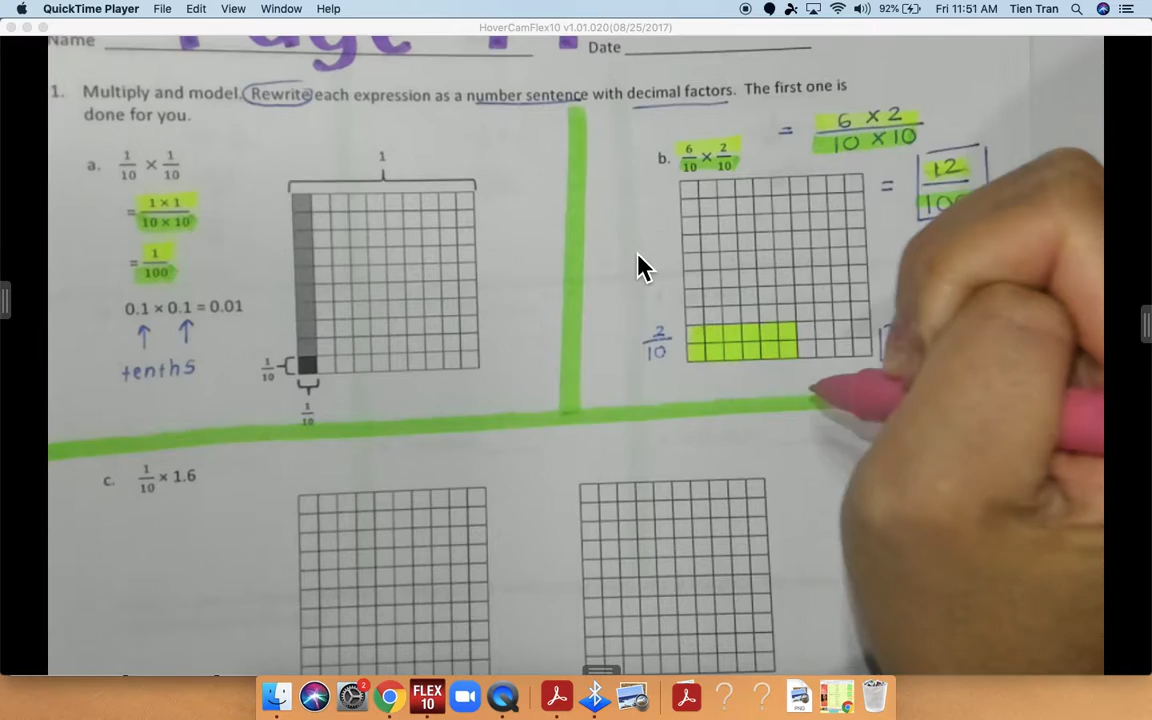 QuickTime Player File Edit View Window Help 92% Fri 11:51 AM Tien Tran
HoverCamFlex10 v1.01.020(08/25/2017)
Name Date
1. Multiply and model. Rewrite each expression as a number sentence with decimal factors. The first one is
done for you.
a. 1/10 × 1/10
= 1 × 1 / 10 × 10
= 1/100
0.1 × 0.1 = 0.01
tenths
1
1/10
1/10
b. 6/10 × 2/10
= 6 × 2 / 10 × 10
= 12
2/10
c. 1/10 × 1.6
FLEX
10
2
PNG